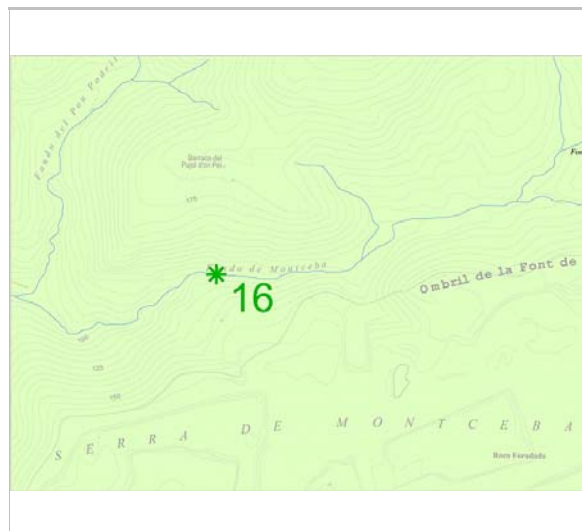 Fondo del Pou Podrit
Barraca del
Pujol d'en Pei
175
Fondo de Montceba
16
Ombril de la Font de
100
125
150
SERRA DE MONTCEBA
Roca Foradada